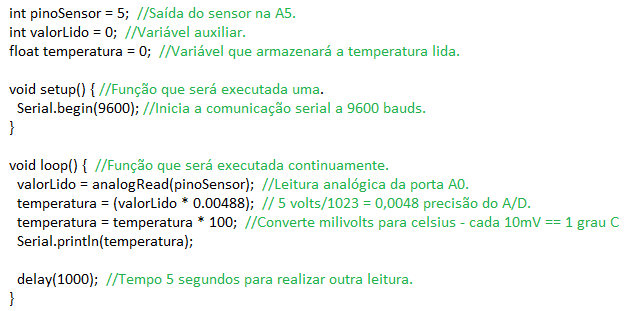 int pinoSensor = 5;  //Saída do sensor na A5.
int valorLido = 0;  //Variável auxiliar.
float temperatura = 0;  //Variável que armazenará a temperatura lida.

void setup() { //Função que será executada uma.
  Serial.begin(9600); //Inicia a comunicação serial a 9600 bauds.
}

void loop() {  //Função que será executada continuamente.
  valorLido = analogRead(pinoSensor);  //Leitura analógica da porta A0.
  temperatura = (valorLido * 0.00488);  // 5 volts/1023 = 0,0048 precisão do A/D.
  temperatura = temperatura * 100;  //Converte milivolts para celsius - cada 10mV == 1 grau C
  Serial.println(temperatura);

  delay(1000);  //Tempo 5 segundos para realizar outra leitura.
}